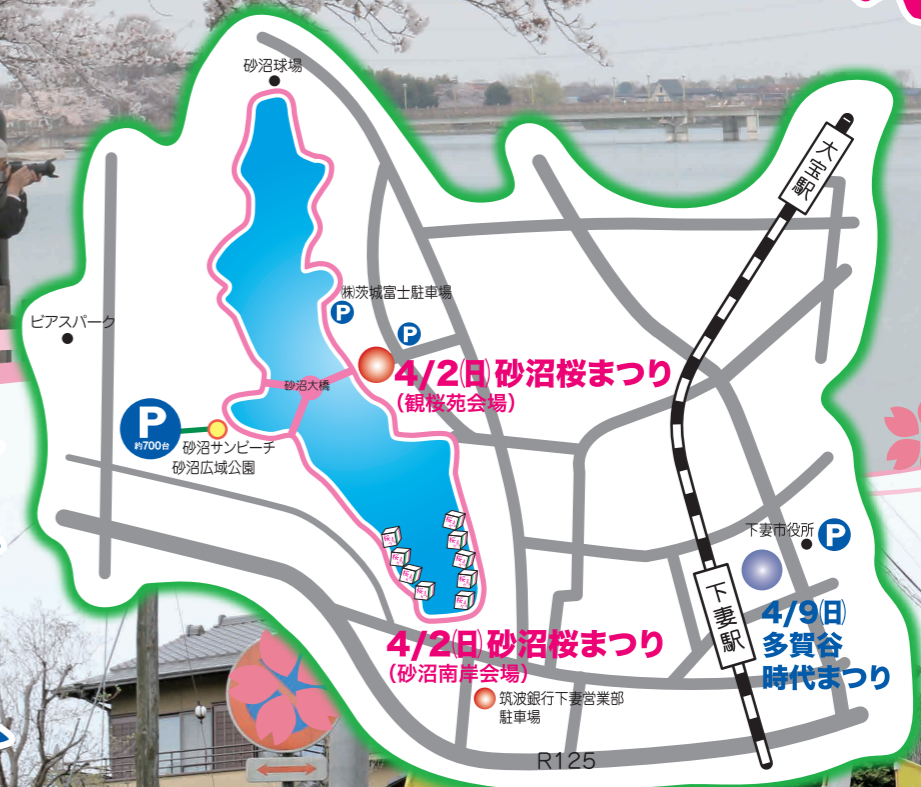 砂沼球場
大宝駅
㈱茨城富士駐車場
P
P
ビアスパーク
4/2(日)砂沼桜まつり
(観桜苑会場)
砂沼大橋
P
約700台
砂沼サンビーチ
砂沼広域公園
下妻市役所
P
下妻駅
4/9(日)
多賀谷
時代まつり
4/2(日)砂沼桜まつり
(砂沼南岸会場)
筑波銀行下妻営業部
駐車場
R125